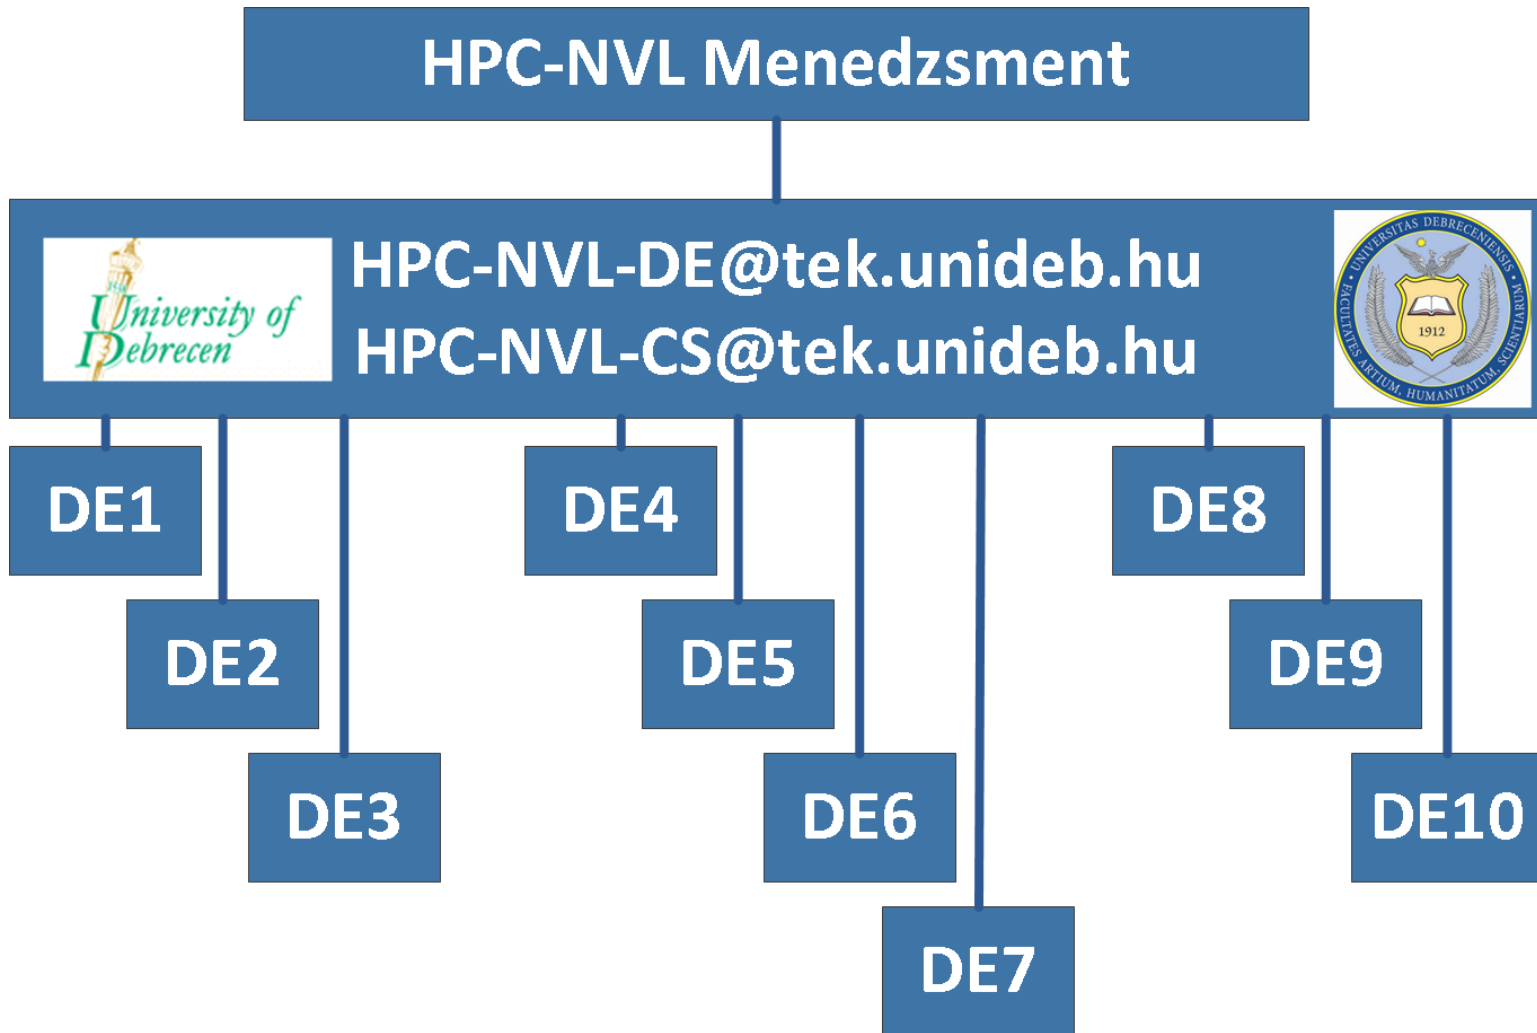 HPC-NVL Menedzsment
University of
Debrecen
HPC-NVL-DE@tek.unideb.hu
HPC-NVL-CS@tek.unideb.hu
UNIVERSITAS DEBRECENIENSIS • FACULTATES ARTIUM, HUMANITATUM, SCIENTIARUM •
1912
DE1
DE4
DE8
DE2
DE5
DE9
DE3
DE6
DE10
DE7